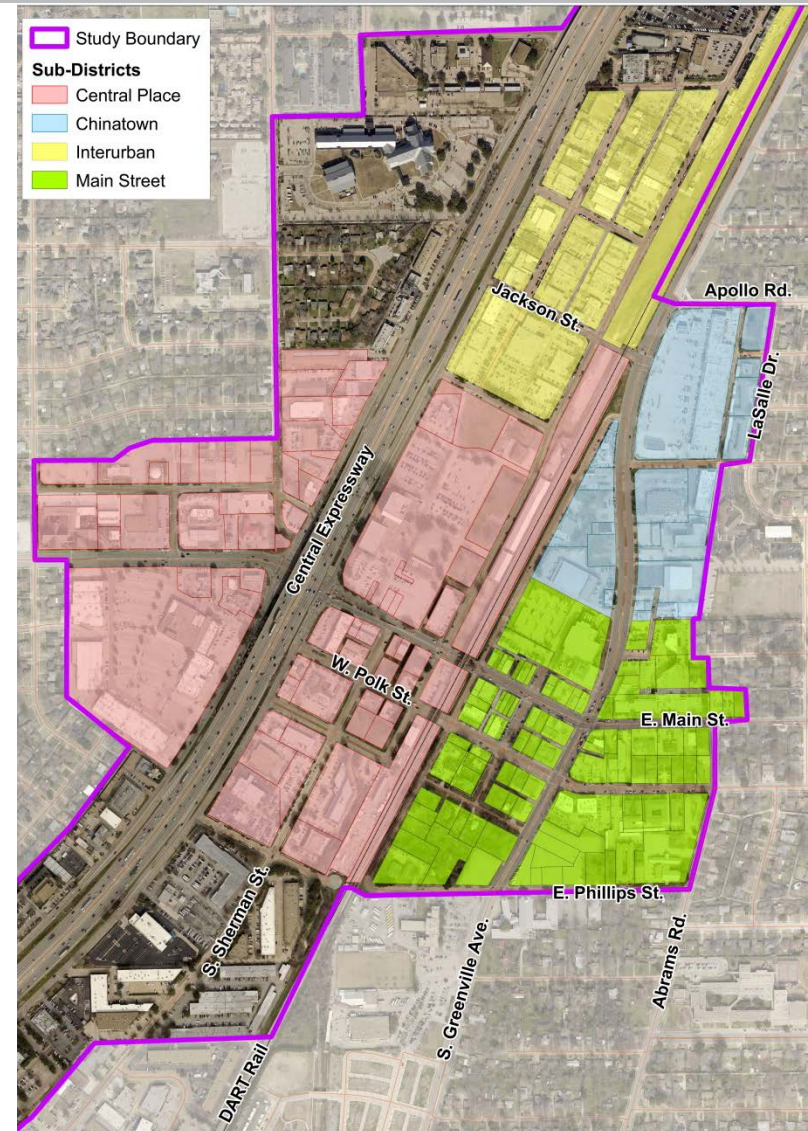 Study Boundary
Sub-Districts
Central Place
Chinatown
Interurban
Main Street
Apollo Rd.
Jackson St.
LaSalle Dr.
Central Expressway
W. Polk St.
E. Main St.
E. Phillips St.
S. Sherman St.
S. Greenville Ave.
Abrams Rd.
DART Rail